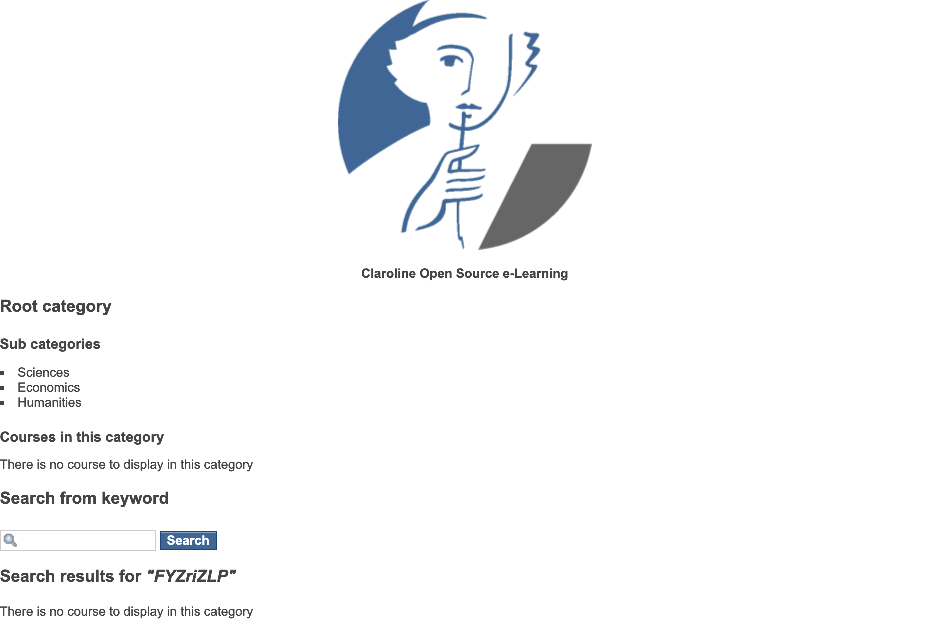 Claroline Open Source e-Learning
Root category
Sub categories
Sciences
Economics
Humanities
Courses in this category
There is no course to display in this category
Search from keyword
Search
Search results for "FYZriZLP"
There is no course to display in this category